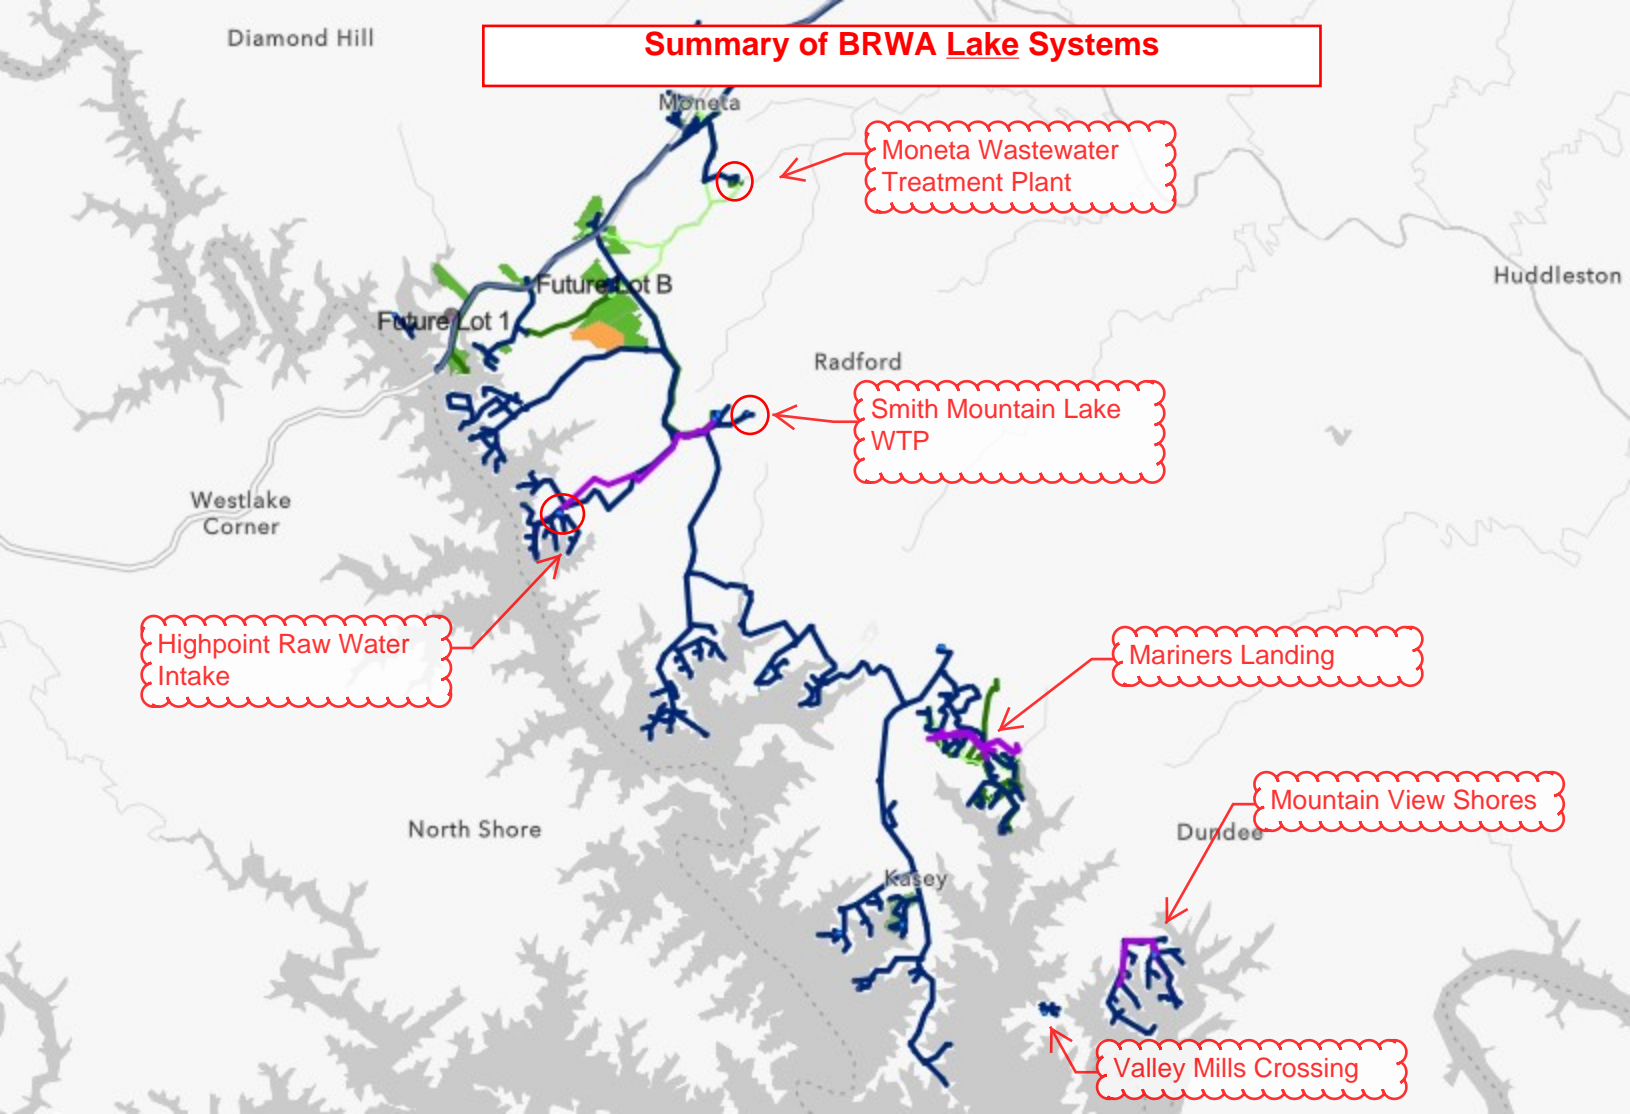 Diamond Hill
Summary of BRWA Lake Systems
Moneta
Moneta Wastewater
Treatment Plant
Huddleston
Future Lot B
Future Lot 1
Radford
Smith Mountain Lake
WTP
Westlake
Corner
Highpoint Raw Water
Intake
Mariners Landing
Mountain View Shores
North Shore
Dundee
Kasey
Valley Mills Crossing